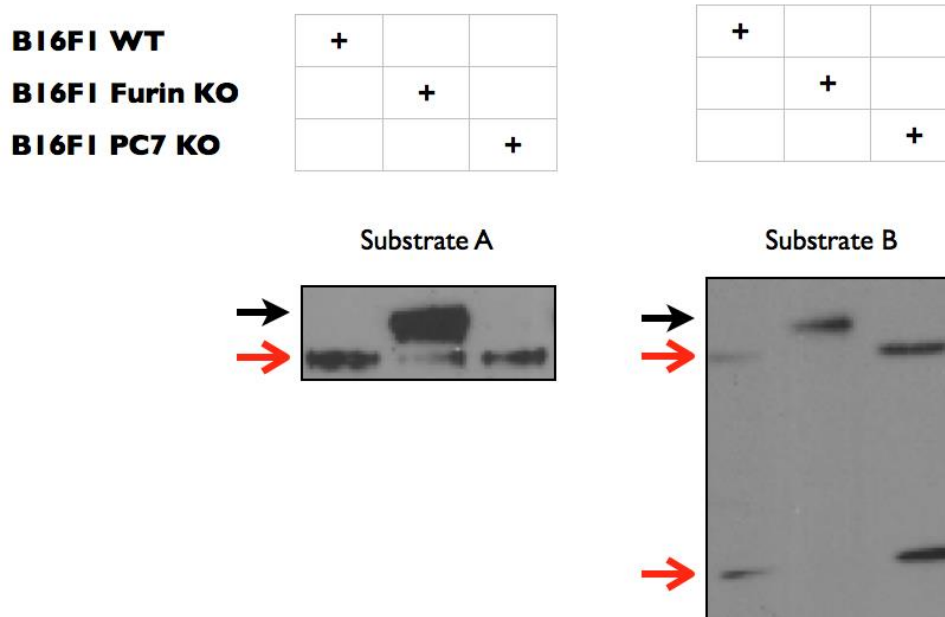 B16F1 WT + +
B16F1 Furin KO + +
B16F1 PC7 KO + +
Substrate A Substrate B